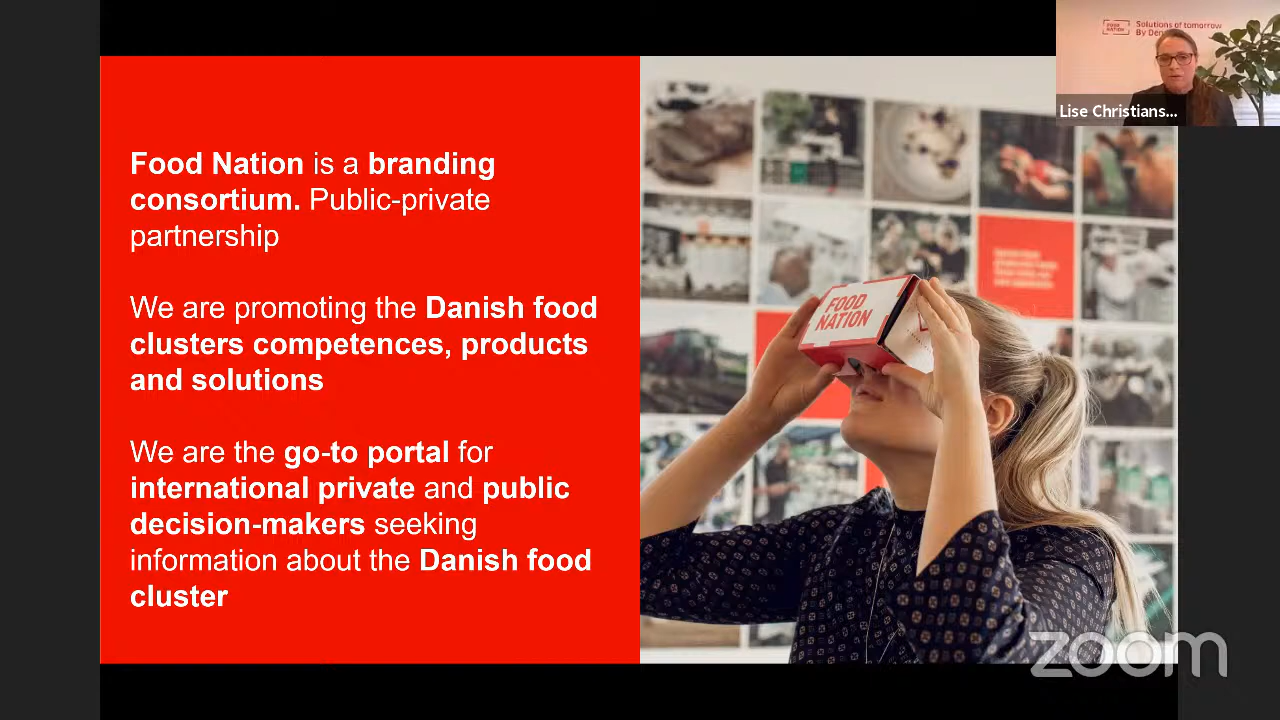 FOOD
NATION
Solutions of tomorrow
By Den
Lise Christians...
Food Nation is a branding
consortium. Public-private
partnership
We are promoting the Danish food
clusters competences, products
and solutions
We are the go-to portal for
international private and public
decision-makers seeking
information about the Danish food
cluster
FOOD
NATION
zoom